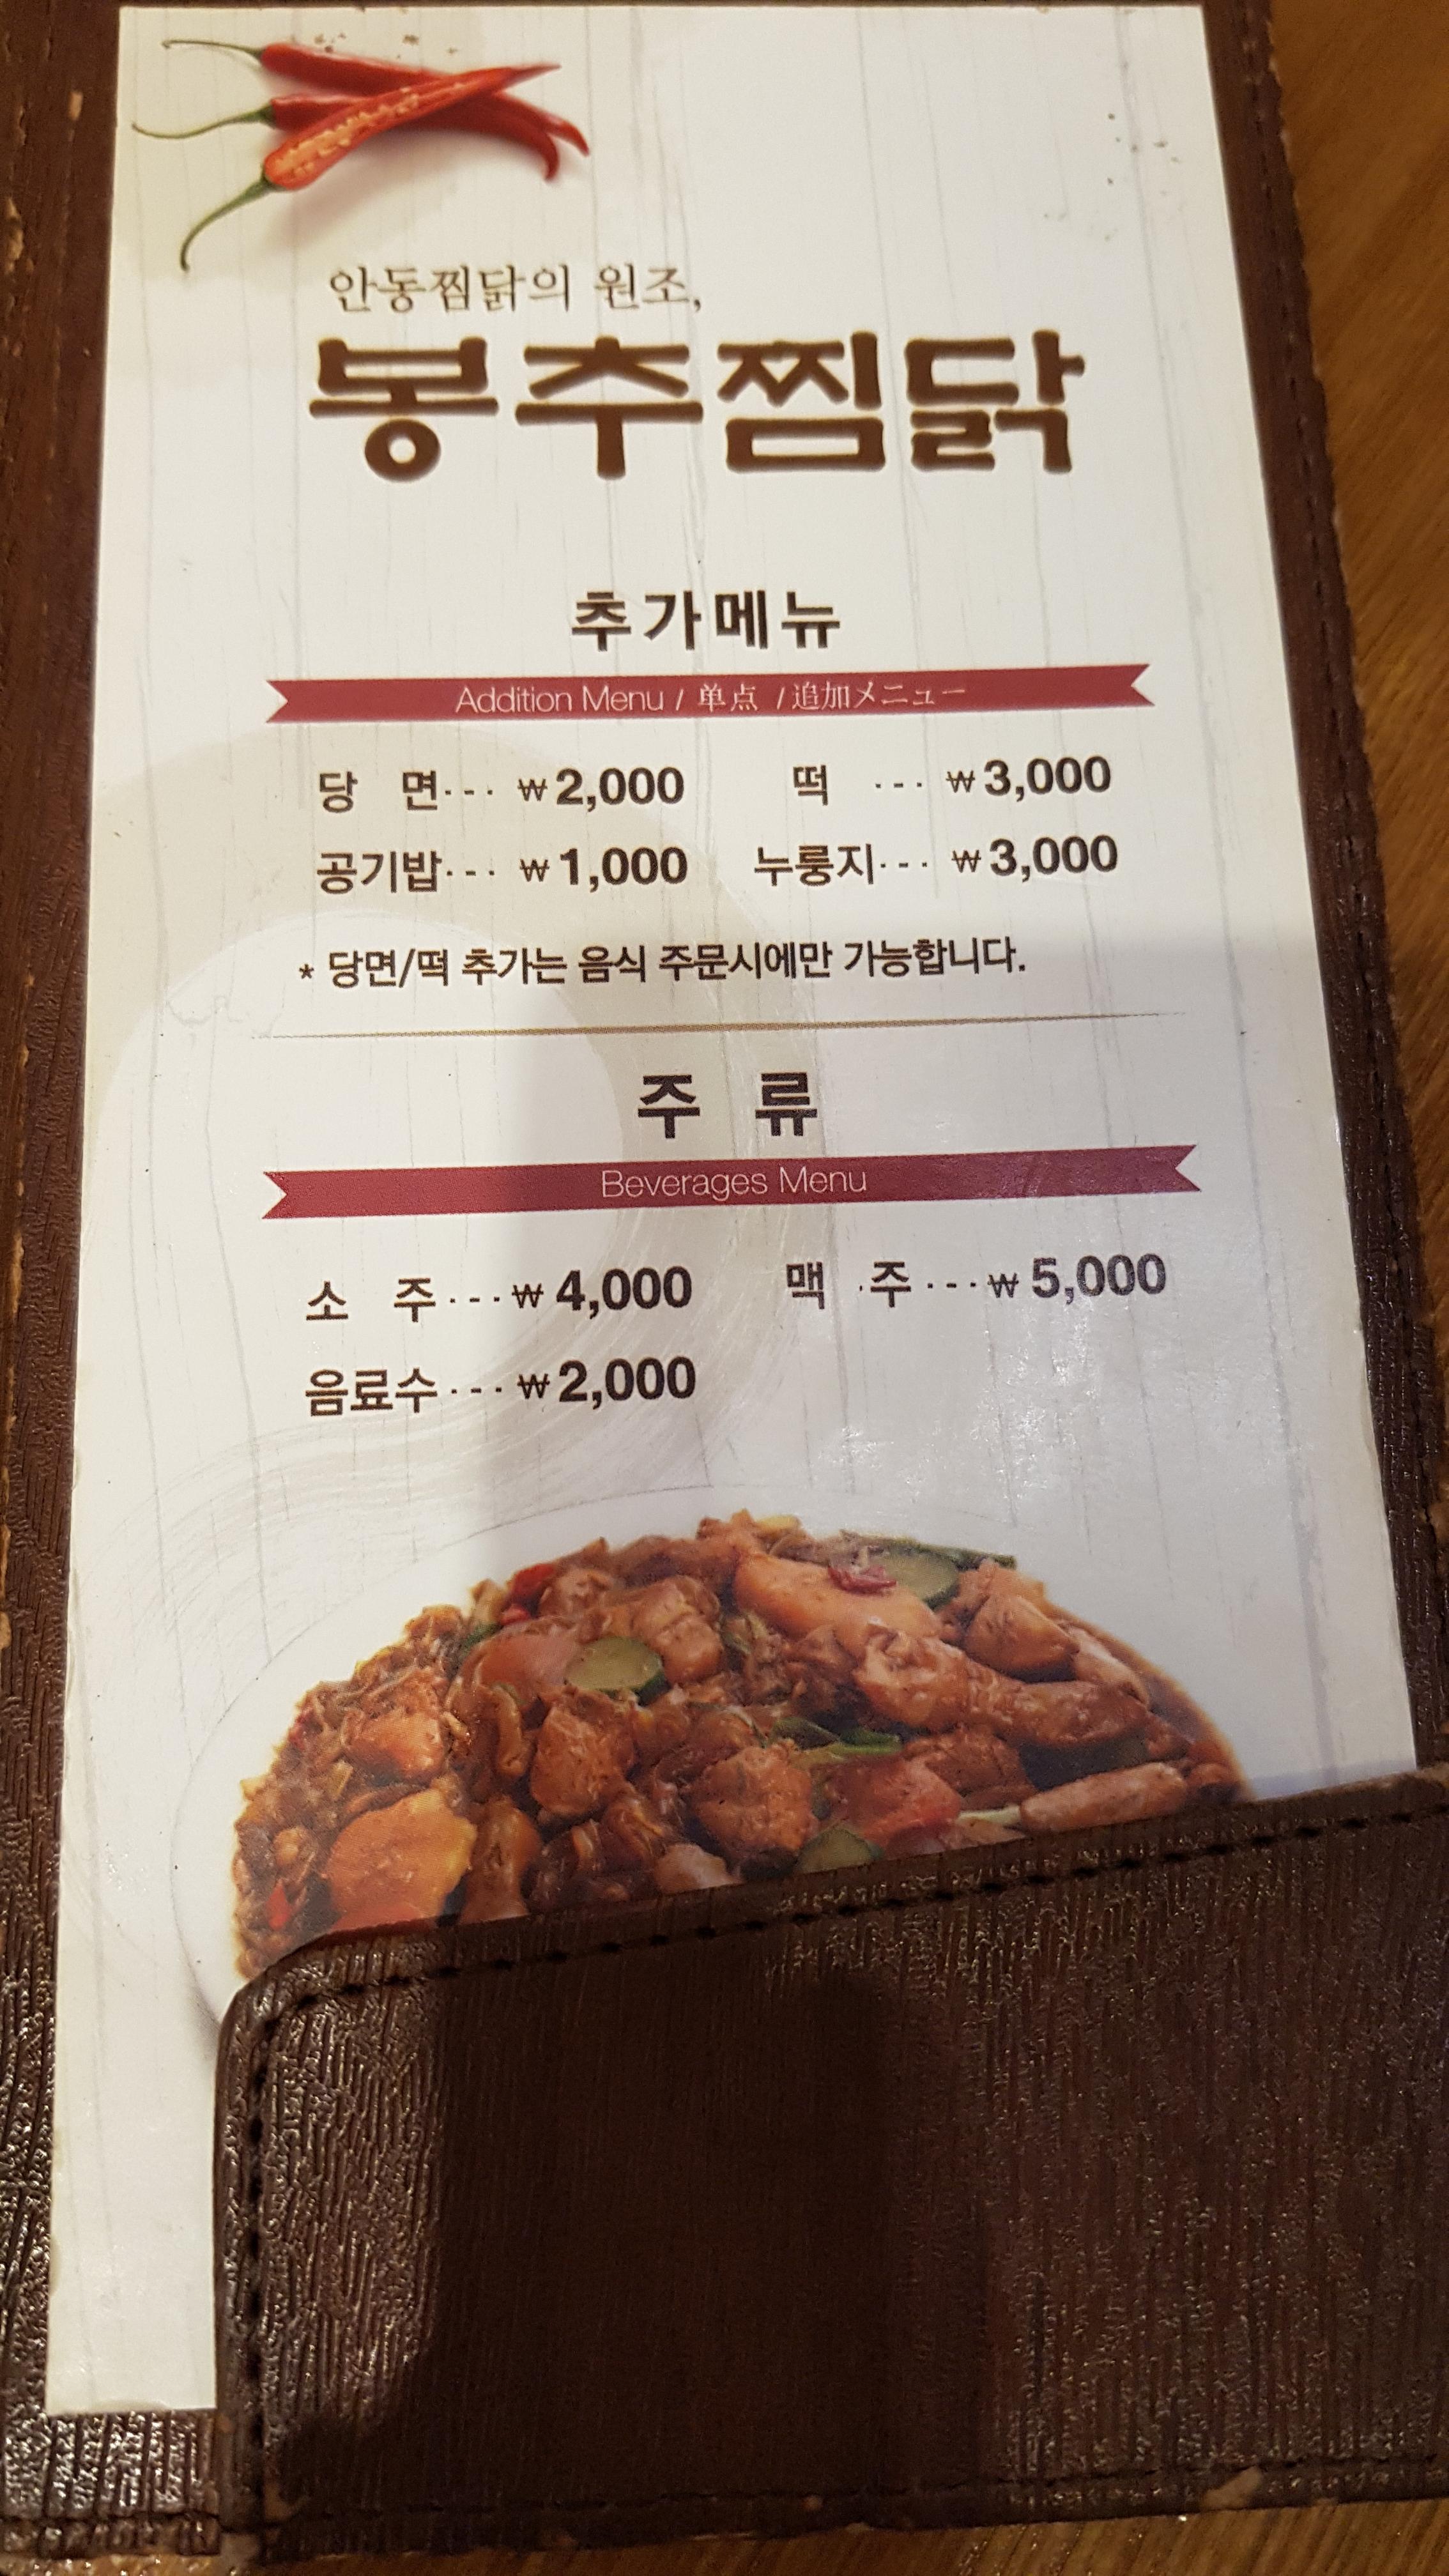 안동찜닭의 원조,
봉추찜닭
추가메뉴
Addition Menu / 单点 / 追加メニュー
당 면··· ₩2,000 떡 ··· ₩3,000
공기밥··· ₩1,000 누룽지··· ₩3,000
* 당면/떡 추가는 음식 주문시에만 가능합니다.
주 류
Beverages Menu
소 주···₩4,000 맥 주···₩5,000
음료수···₩2,000